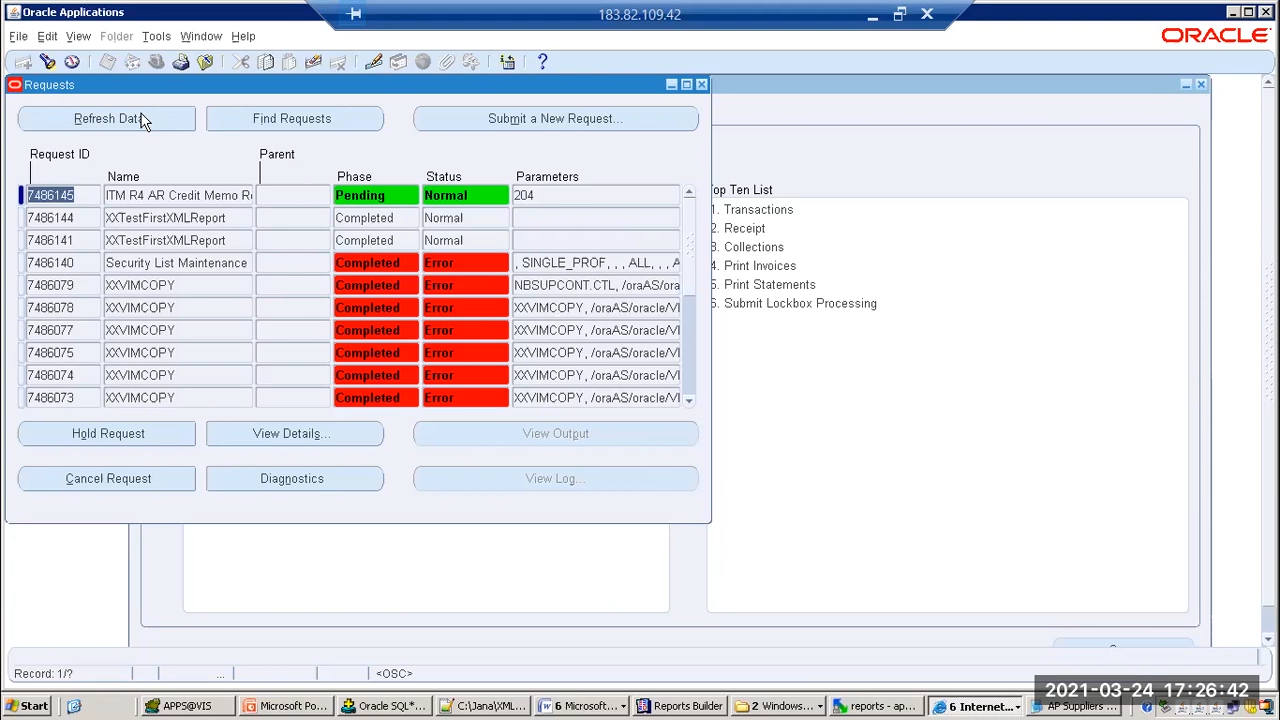 Oracle Applications
183.82.109.42
File Edit View Folder Tools Window Help
ORACLE
Requests
Refresh Data
Find Requests
Submit a New Request...
Request ID
Parent
Name
Phase
Status
Parameters
7486145 ITM R4 AR Credit Memo R Pending Normal 204
7486144 XXTestFirstXMLReport Completed Normal
7486141 XXTestFirstXMLReport Completed Normal
7486140 Security List Maintenance Completed Error , SINGLE_PROF, , , ALL, , , A
7486079 XXVIMCOPY Completed Error NBSUPCINT.CTL, /oraAS/ora
7486078 XXVIMCOPY Completed Error XXVIMCOPY, /oraAS/oracle/VI
7486077 XXVIMCOPY Completed Error XXVIMCOPY, /oraAS/oracle/VI
7486075 XXVIMCOPY Completed Error XXVIMCOPY, /oraAS/oracle/VI
7486074 XXVIMCOPY Completed Error XXVIMCOPY, /oraAS/oracle/VI
7486073 XXVIMCOPY Completed Error XXVIMCOPY, /oraAS/oracle/VI
Hold Request
View Details...
View Output
Cancel Request
Diagnostics
View Log...
Top Ten List
1. Transactions
2. Receipt
3. Collections
4. Print Invoices
5. Print Statements
6. Submit Lockbox Processing
Record: 1/?
...
<OSC>
Start
APPS@VIS
Microsoft Po...
Oracle SQL*...
6 Microsoft...
Reports Builder
2 Windows...
reports - ap...
6 Internet...
AP Suppliers ...
2021-03-24 17:26:42